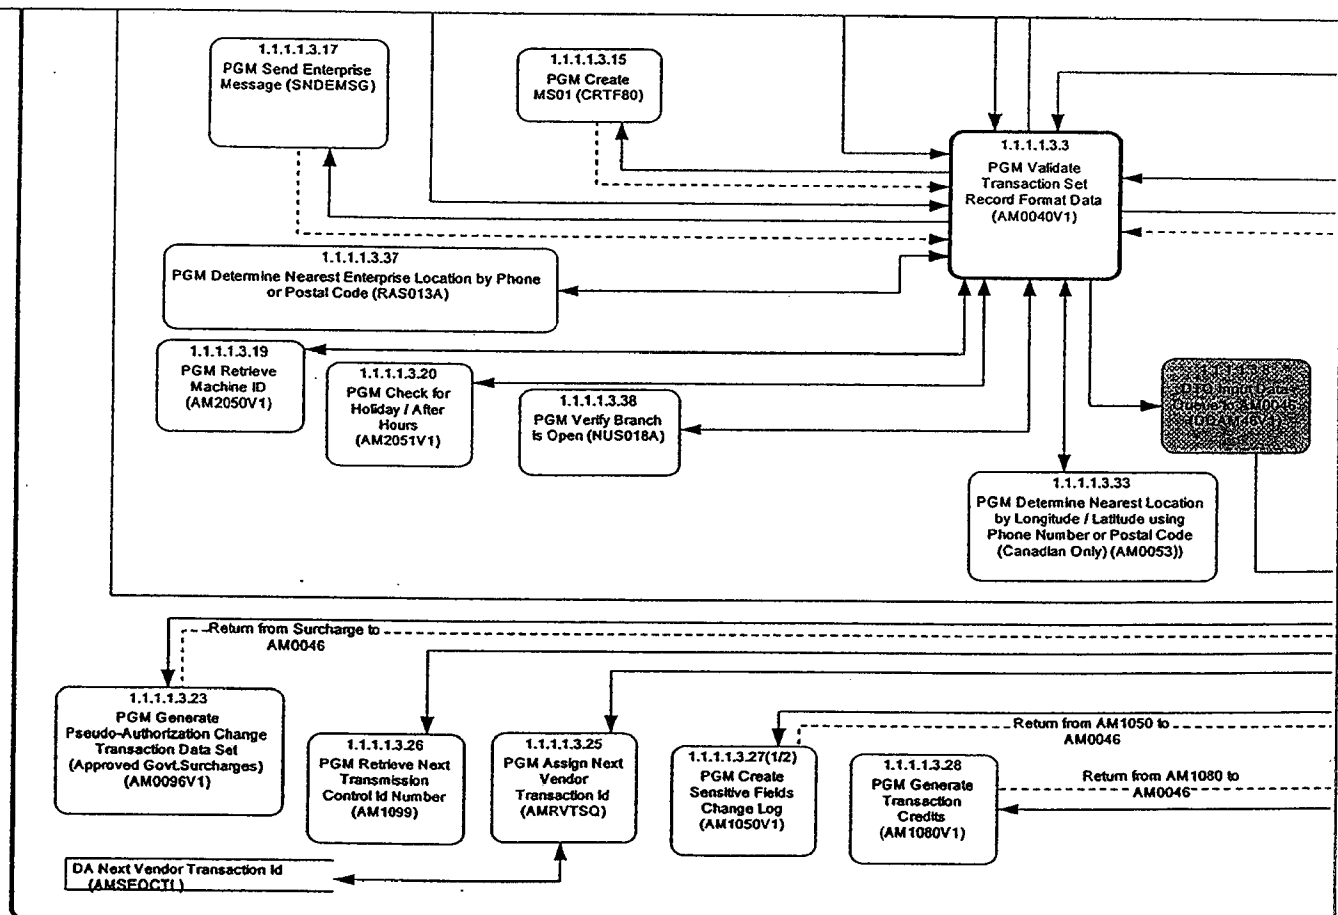 1.1.1.1.3.17
PGM Send Enterprise
Message (SNDEMSG)
1.1.1.1.3.15
PGM Create
MS01 (CRTF80)
1.1.1.1.3.3
PGM Validate
Transaction Set
Record Format Data
(AM0040V1)
1.1.1.1.3.37
PGM Determine Nearest Enterprise Location by Phone
or Postal Code (RAS013A)
1.1.1.1.3.19
PGM Retrieve
Machine ID
(AM2050V1)
1.1.1.1.3.20
PGM Check for
Holiday / After
Hours
(AM2051V1)
1.1.1.1.3.38
PGM Verify Branch
is Open (NUS018A)
DTQ Input Data
Queue to AM0046
1.1.1.1.3.33
PGM Determine Nearest Location
by Longitude / Latitude using
Phone Number or Postal Code
(Canadian Only) (AM0053))
Return from Surcharge to
AM0046
1.1.1.1.3.23
PGM Generate
Pseudo-Authorization Change
Transaction Data Set
(Approved Govt.Surcharges)
(AM0096V1)
1.1.1.1.3.26
PGM Retrieve Next
Transmission
Control Id Number
(AM1099)
1.1.1.1.3.25
PGM Assign Next
Vendor
Transaction Id
(AMRVTSQ)
Return from AM1050 to
AM0046
1.1.1.1.3.27(1/2)
PGM Create
Sensitive Fields
Change Log
(AM1050V1)
1.1.1.1.3.28
PGM Generate
Transaction
Credits
(AM1080V1)
Return from AM1080 to
AM0046
DA Next Vendor Transaction Id
(AMSEQCTL)